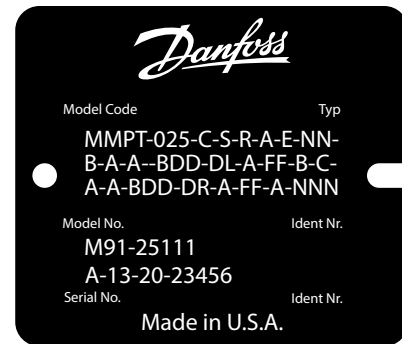 Danfoss
Model Code Typ
MMPT-025-C-S-R-A-E-NN-
B-A-A--BDD-DL-A-FF-B-C-
A-A-BDD-DR-A-FF-A-NNN
Model No. Ident Nr.
M91-25111
A-13-20-23456
Serial No. Ident Nr.
Made in U.S.A.